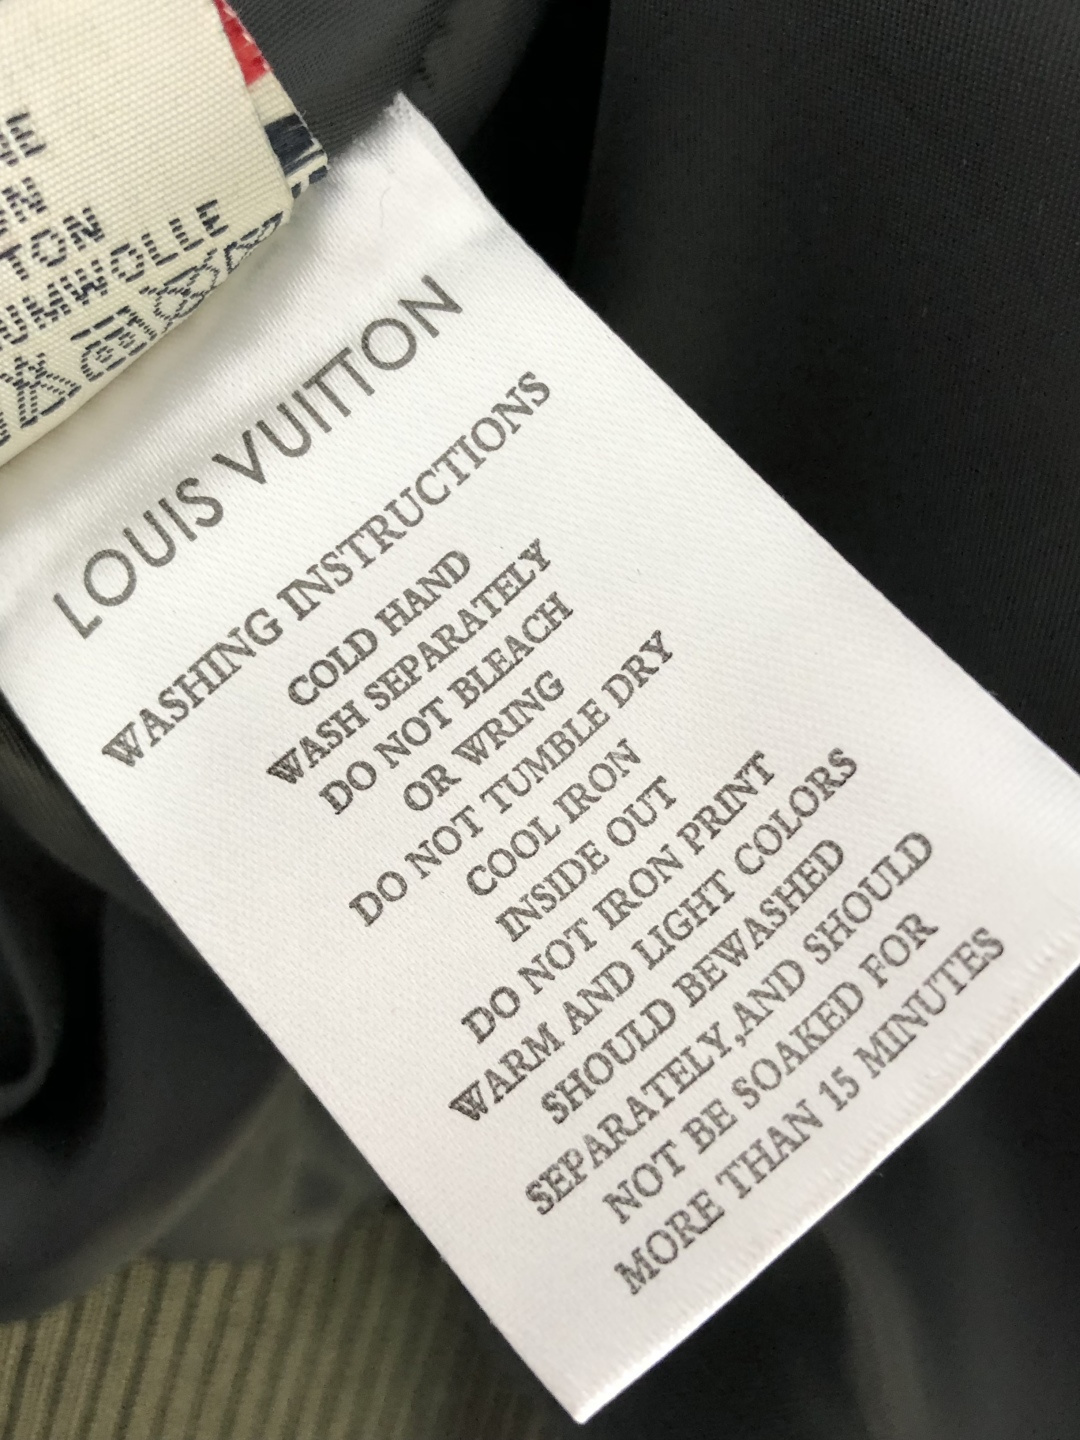 TON
UMWOLLE
LOUIS VUITTON
WASHING INSTRUCTIONS
COLD HAND
WASH SEPARATELY
DO NOT BLEACH
OR WRING
DO NOT TUMBLE DRY
COOL IRON
INSIDE OUT
DO NOT IRON PRINT
WARM AND LIGHT COLORS
SHOULD BEWASHED
SEPARATELY,AND SHOULD
NOT BE SOAKED FOR
MORE THAN 15 MINUTES